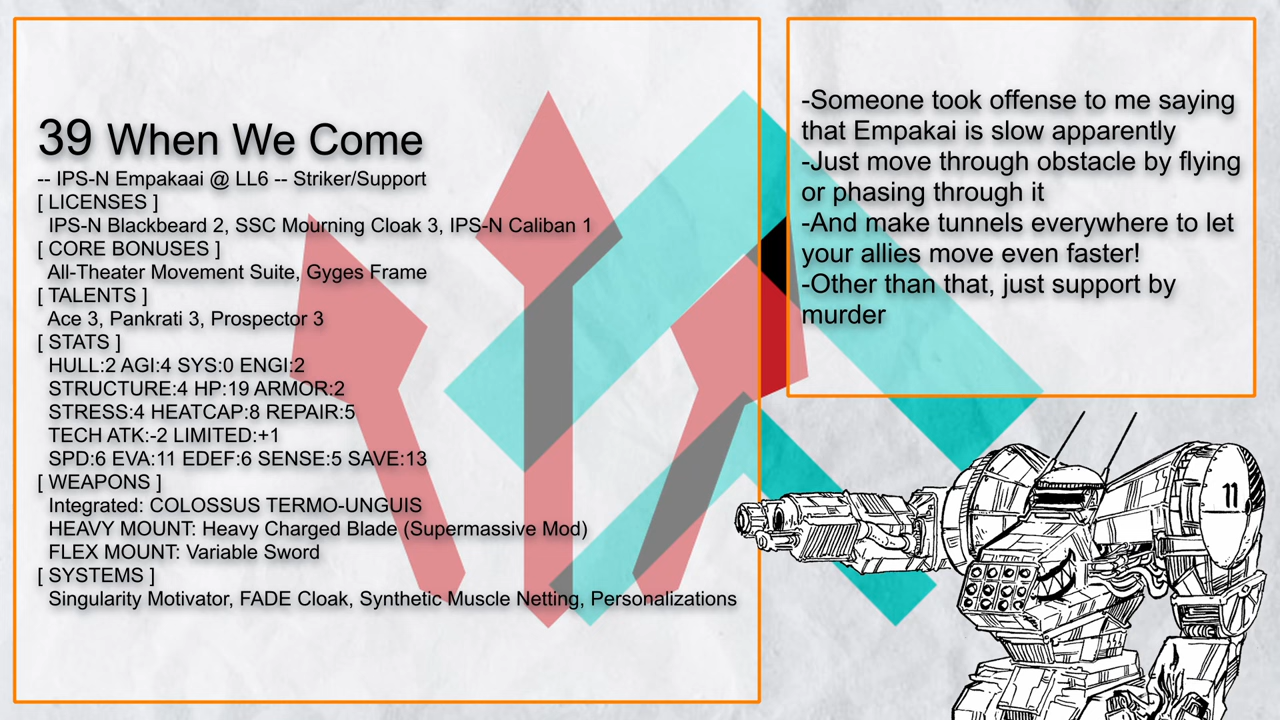 39 When We Come
-- IPS-N Empakaai @ LL6 -- Striker/Support
[ LICENSES ]
IPS-N Blackbeard 2, SSC Mourning Cloak 3, IPS-N Caliban 1
[ CORE BONUSES ]
All-Theater Movement Suite, Gyges Frame
[ TALENTS ]
Ace 3, Pankrati 3, Prospector 3
[ STATS ]
HULL:2 AGI:4 SYS:0 ENGI:2
STRUCTURE:4 HP:19 ARMOR:2
STRESS:4 HEATCAP:8 REPAIR:5
TECH ATK:-2 LIMITED:+1
SPD:6 EVA:11 EDEF:6 SENSE:5 SAVE:13
[ WEAPONS ]
Integrated: COLOSSUS TERMO-UNGUIS
HEAVY MOUNT: Heavy Charged Blade (Supermassive Mod)
FLEX MOUNT: Variable Sword
[ SYSTEMS ]
Singularity Motivator, FADE Cloak, Synthetic Muscle Netting, Personalizations
-Someone took offense to me saying
that Empakai is slow apparently
-Just move through obstacle by flying
or phasing through it
-And make tunnels everywhere to let
your allies move even faster!
-Other than that, just support by
murder
11